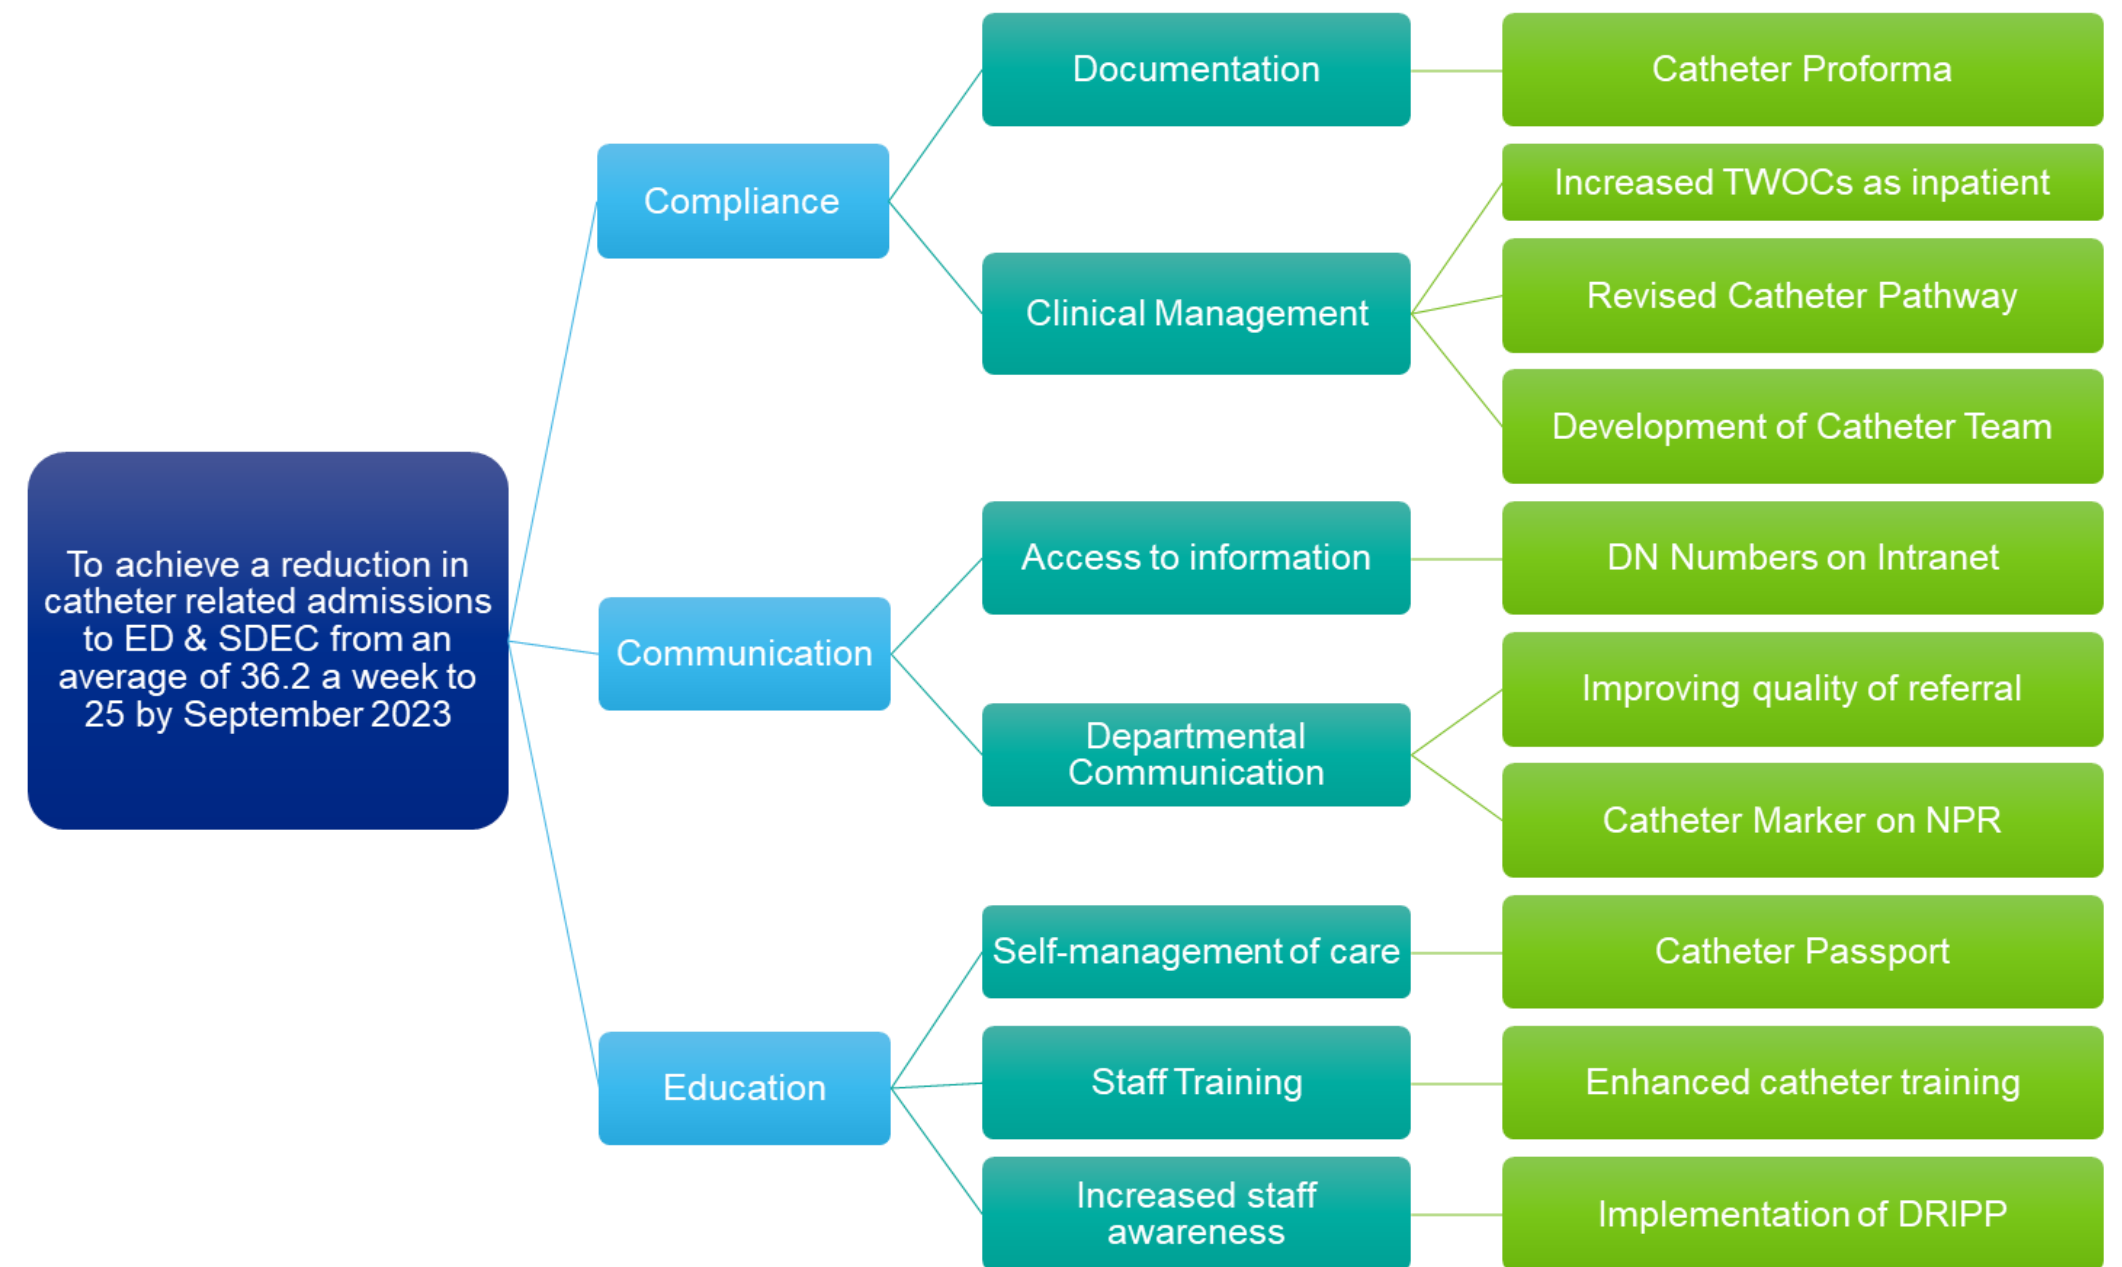 To achieve a reduction in
catheter related admissions
to ED & SDEC from an
average of 36.2 a week to
25 by September 2023
Compliance
Documentation
Catheter Proforma
Clinical Management
Increased TWOCs as inpatient
Revised Catheter Pathway
Development of Catheter Team
Communication
Access to information
DN Numbers on Intranet
Departmental
Communication
Improving quality of referral
Catheter Marker on NPR
Education
Self-management of care
Catheter Passport
Staff Training
Enhanced catheter training
Increased staff
awareness
Implementation of DRIPP